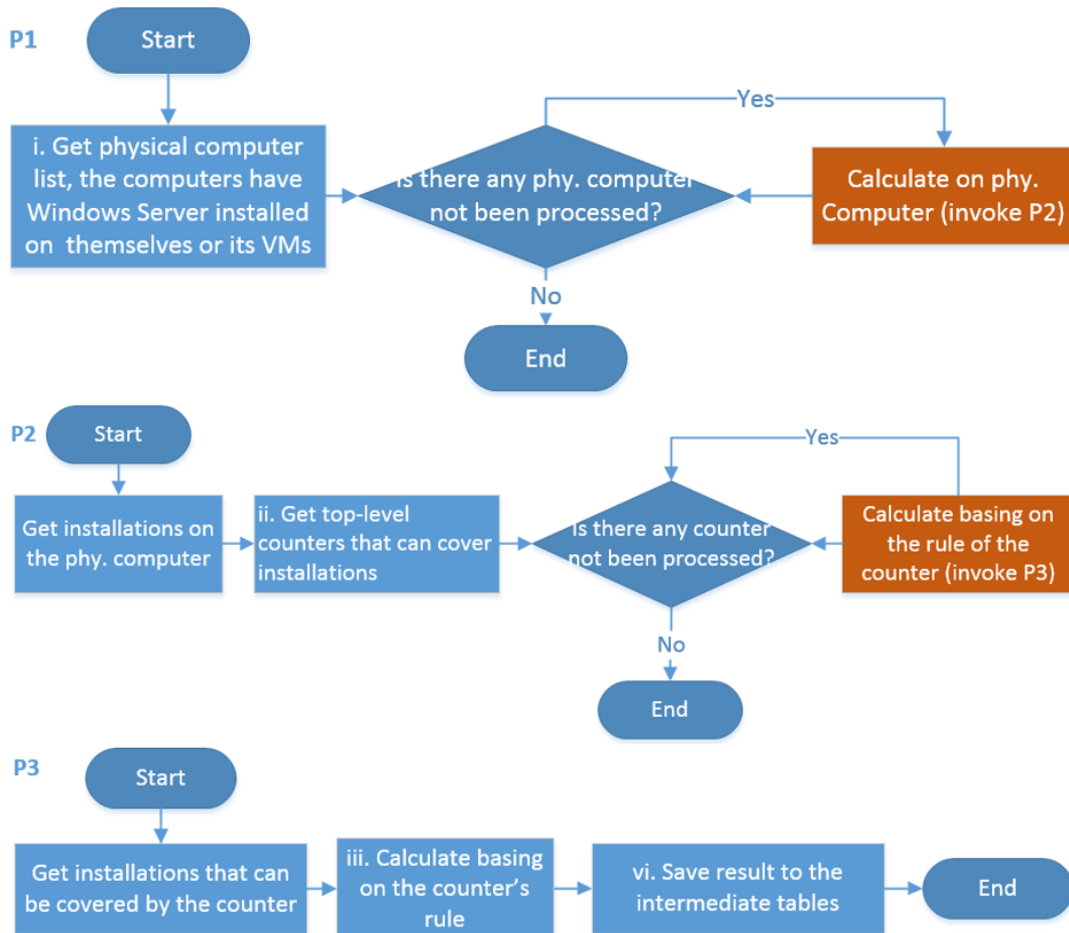 P1
Start
i. Get physical computer
list, the computers have
Windows Server installed
on themselves or its VMs
Is there any phy. computer
not been processed?
Yes
Calculate on phy.
Computer (invoke P2)
No
End
P2
Start
Get installations on
the phy. computer
ii. Get top-level
counters that can cover
installations
Is there any counter
not been processed?
Yes
Calculate basing on
the rule of the
counter (invoke P3)
No
End
P3
Start
Get installations that can
be covered by the counter
iii. Calculate basing
on the counter’s
rule
vi. Save result to the
intermediate tables
End